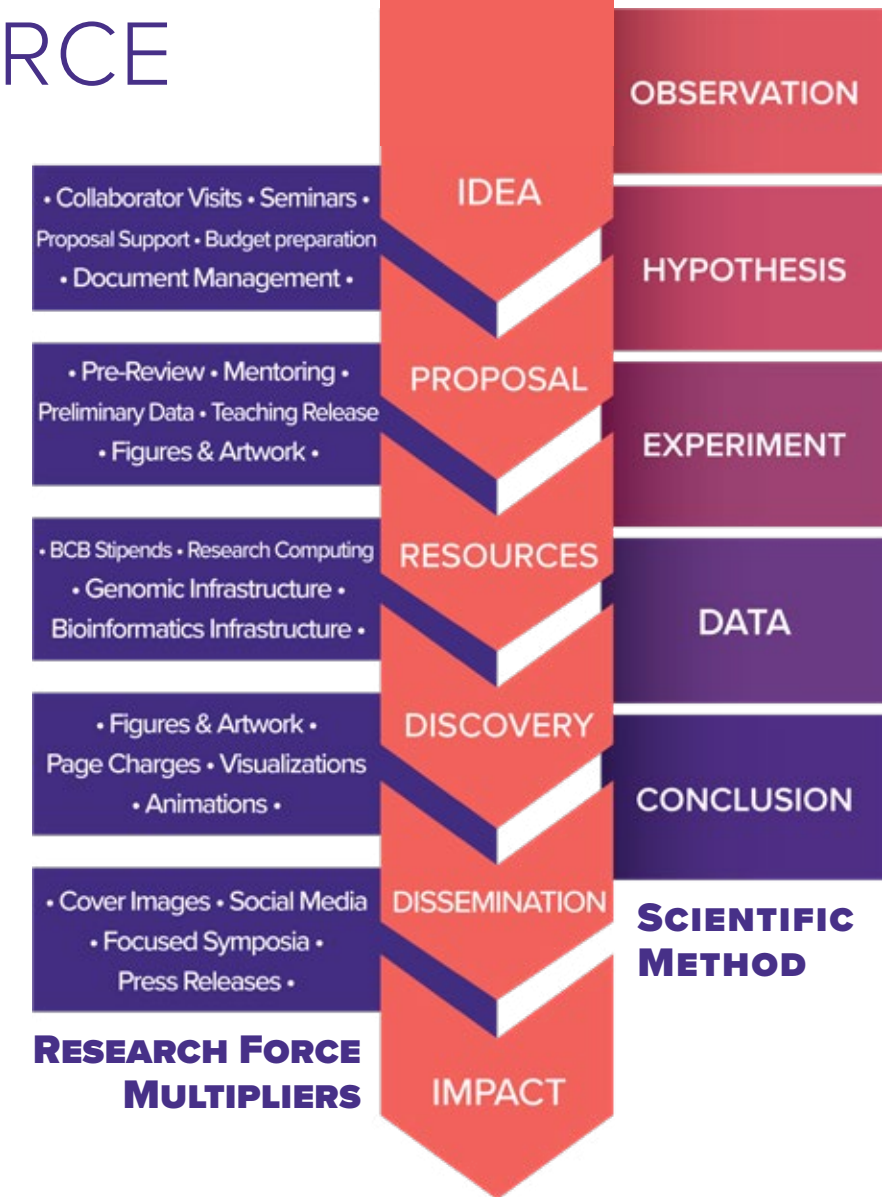 RCE
• Collaborator Visits • Seminars •
Proposal Support • Budget preparation
• Document Management •
• Pre-Review • Mentoring •
Preliminary Data • Teaching Release
• Figures & Artwork •
• BCB Stipends • Research Computing
• Genomic Infrastructure •
Bioinformatics Infrastructure •
• Figures & Artwork •
Page Charges • Visualizations
• Animations •
• Cover Images • Social Media
• Focused Symposia •
Press Releases •
Research Force
Multipliers
IDEA
PROPOSAL
RESOURCES
DISCOVERY
DISSEMINATION
IMPACT
OBSERVATION
HYPOTHESIS
EXPERIMENT
DATA
CONCLUSION
Scientific
Method